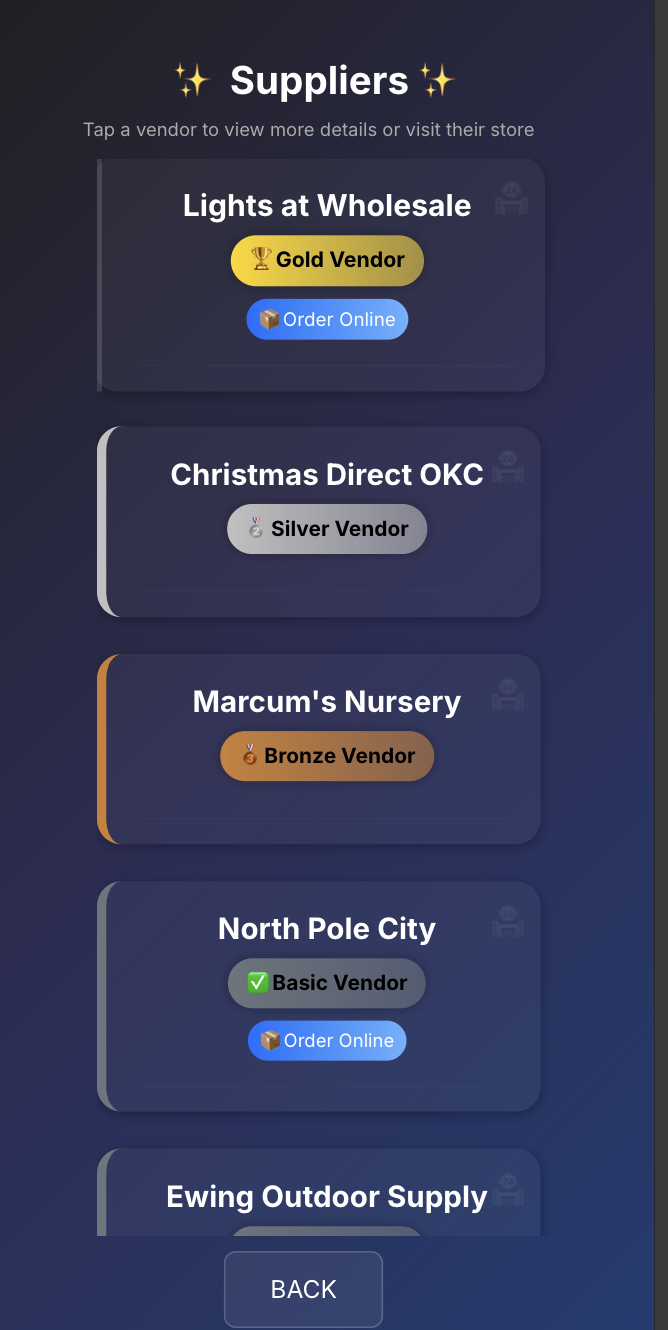 ✨ Suppliers ✨
Tap a vendor to view more details or visit their store
Lights at Wholesale
🏆Gold Vendor
📦Order Online
Christmas Direct OKC
🥈Silver Vendor
Marcum's Nursery
🥉Bronze Vendor
North Pole City
✅Basic Vendor
📦Order Online
Ewing Outdoor Supply
BACK